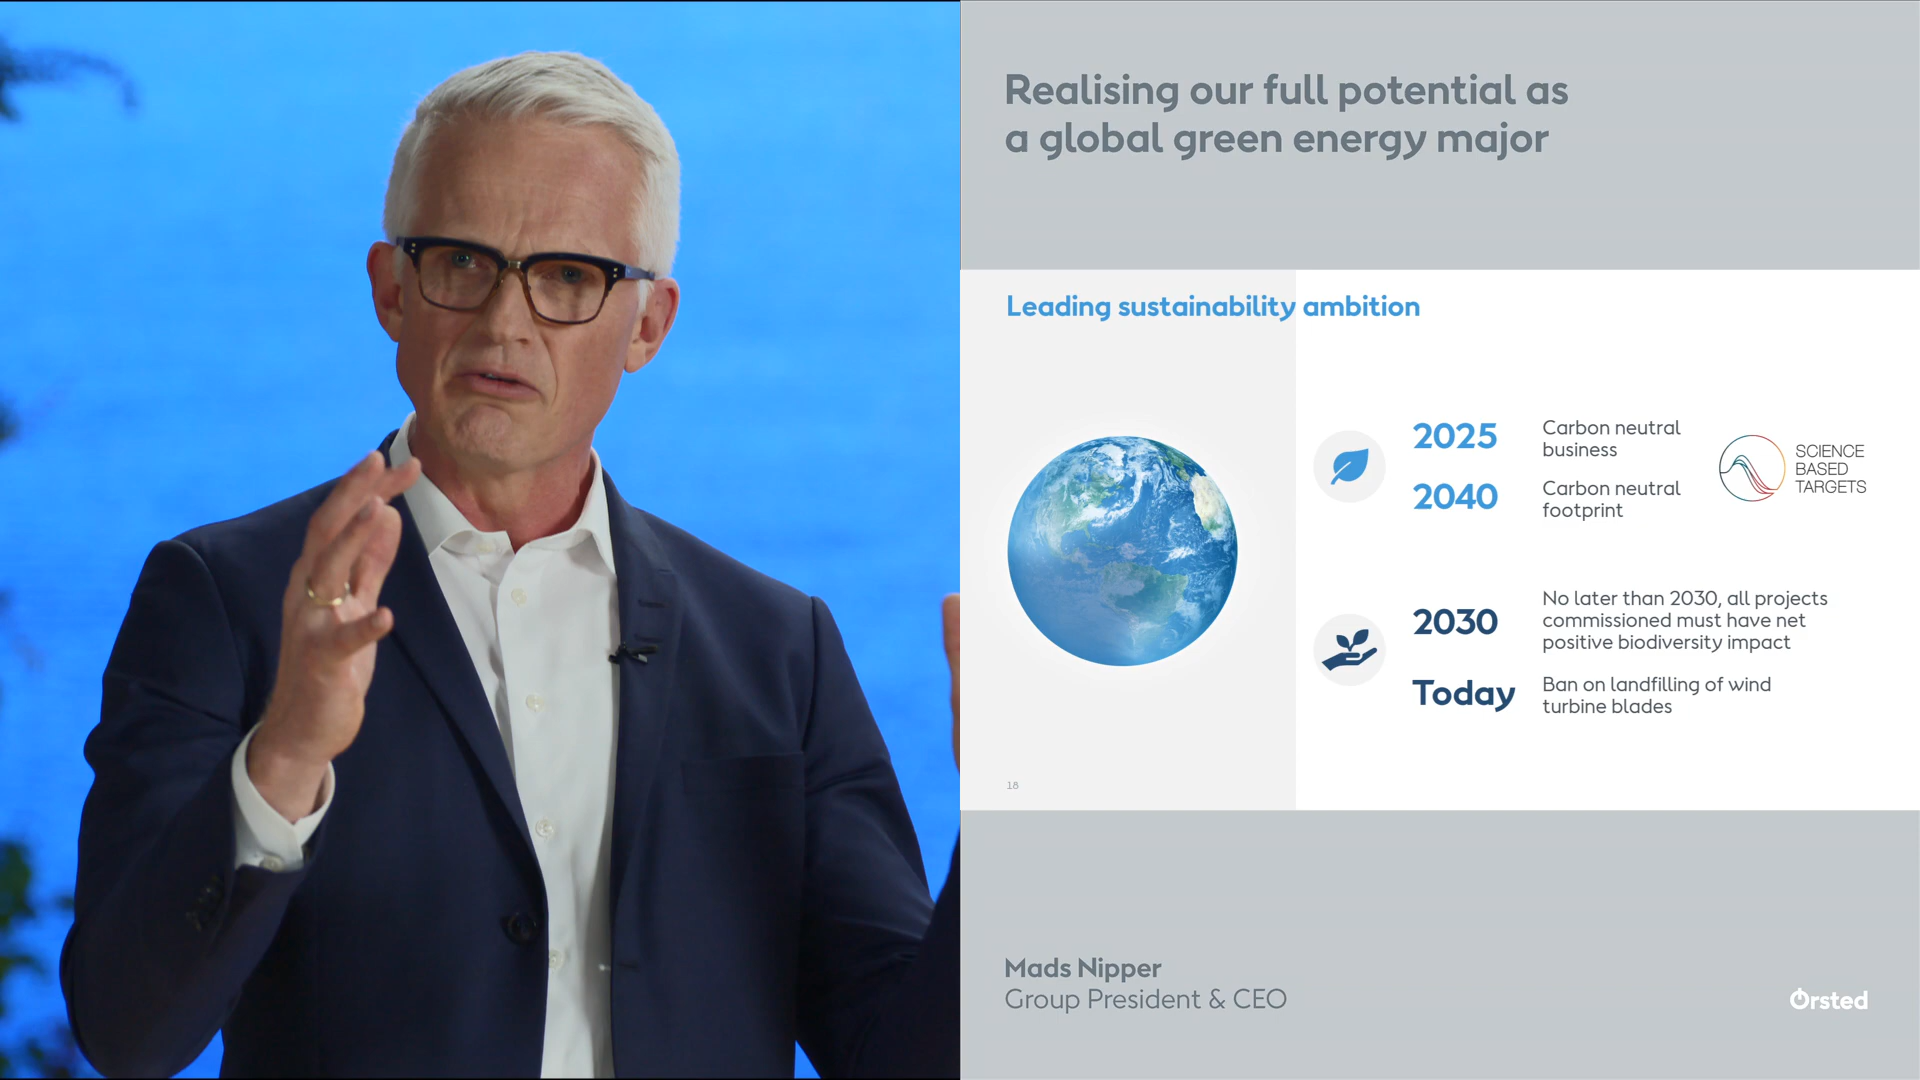 Realising our full potential as
a global green energy major
Leading sustainability ambition
2025
Carbon neutral
business
2040
Carbon neutral
footprint
SCIENCE
BASED
TARGETS
2030
No later than 2030, all projects
commissioned must have net
positive biodiversity impact
Today
Ban on landfilling of wind
turbine blades
18
Mads Nipper
Group President & CEO
Ørsted